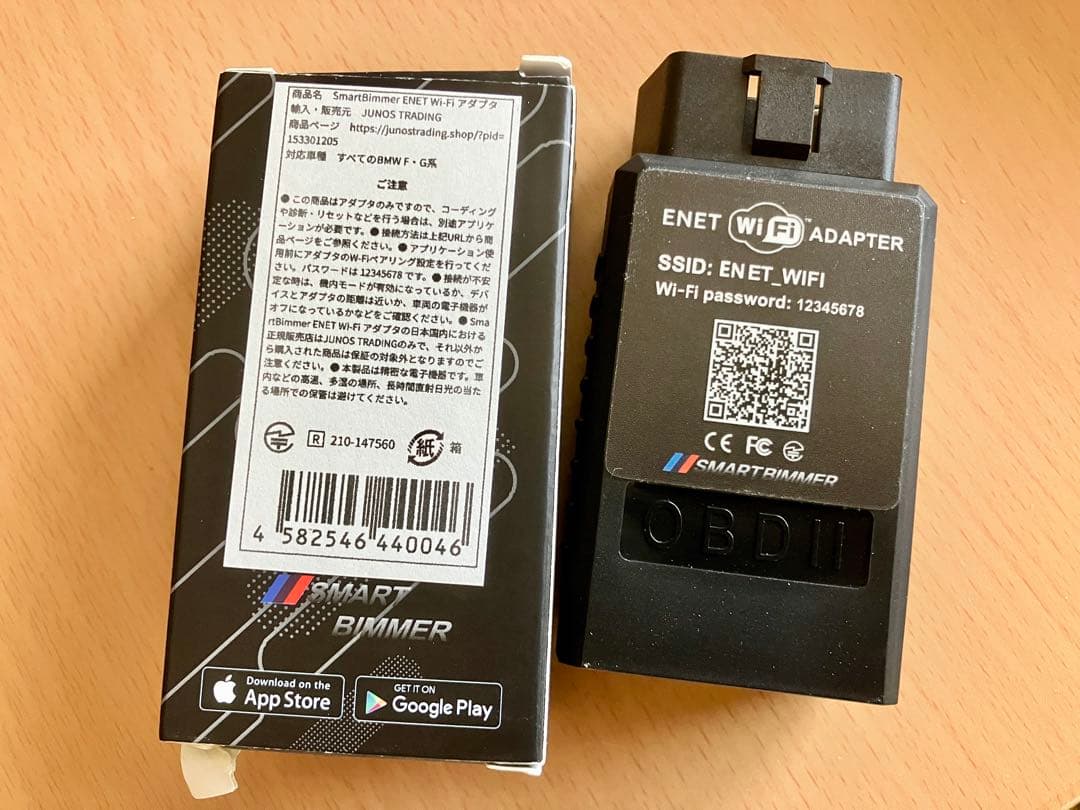 商品名 SmartBimmer ENET Wi-Fi アダプタ
輸入・販売元 JUNOS TRADING
商品ページ https://junostrading.shop/?pid=
153301205
対応車種 すべてのBMW F・G系
ご注意
● この商品はアダプタのみですので、コーディング
や診断・リセットなどを行う場合は、別途アプリケ
ーションが必要です。● 接続方法は上記URLから商
品ページをご参照ください。● アプリケーション使
用前にアダプタのWi-Fiペアリング設定を行ってくだ
さい。パスワードは 12345678 です。● 接続が不安
定な時は、機内モードが有効になっているか、デバ
イスとアダプタの距離は近いか、車両の電子機器が
オフになっているかなどをご確認ください。● Sma
rtBimmer ENET Wi-Fi アダプタの日本国内における
正規販売店はJUNOS TRADINGのみで、それ以外か
ら購入された商品は保証の対象外となりますのでご
注意ください。● 本製品は精密な電子機器です。車
内などの高温、多湿の場所、長時間直射日光の当た
る場所での保管は避けてください。
R 210-147560 紙 箱
4 582546 440046
SMART
BIMMER
Download on the
App Store
GET IT ON
Google Play
ENET Wi Fi ™ ADAPTER
SSID: ENET_WIFI
Wi-Fi password: 12345678
CE FC
SMARTBIMMER
OBDII